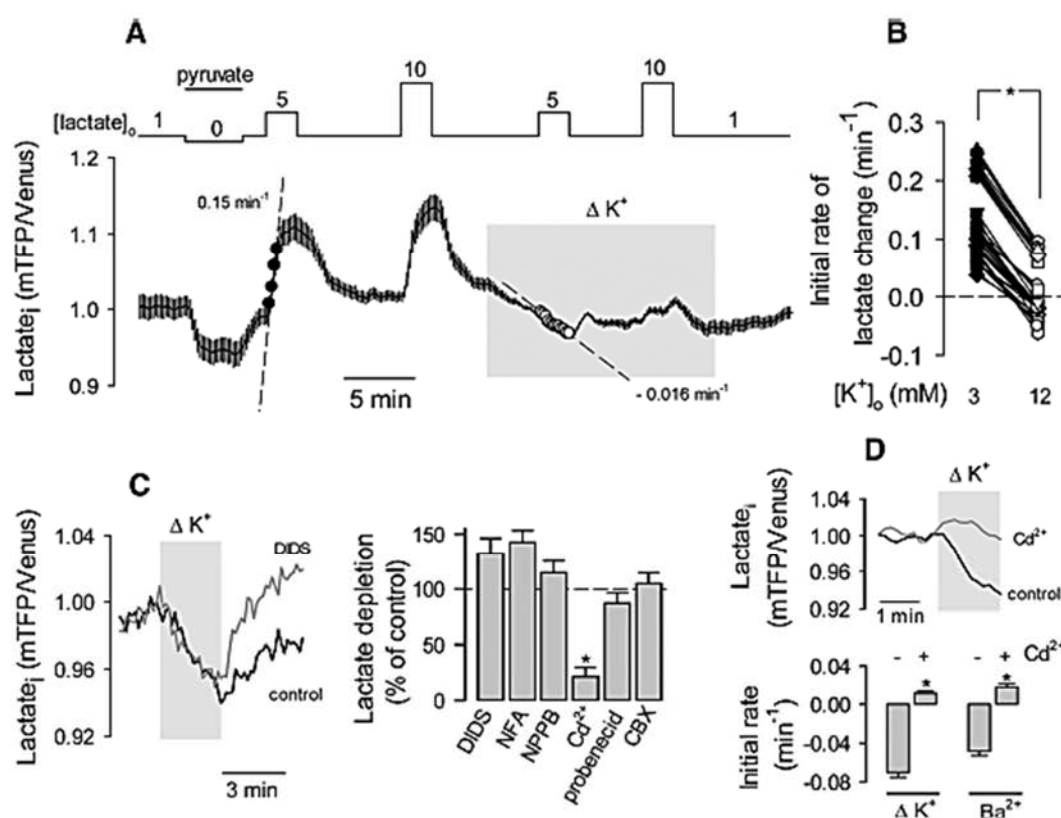 A
pyruvate
[lactate]o
1
0
5
10
5
10
1
Lactatei (mTFP/Venus)
1.2
1.1
1.0
0.9
0.15 min-1
Δ K+
- 0.016 min-1
5 min
B
*
Initial rate of
lactate change (min-1)
0.3
0.2
0.1
0.0
-0.1
[K+]o (mM)
3
12
C
Δ K+
DIDS
control
Lactatei (mTFP/Venus)
1.04
1.00
0.96
0.92
3 min
Lactate depletion
(% of control)
150
100
50
0
*
DIDS
NFA
NPPB
Cd2+
probenecid
CBX
D
Δ K+
Lactatei
(mTFP/Venus)
1.04
1.00
0.96
0.92
Cd2+
control
1 min
- + - + Cd2+
* *
Initial rate
(min-1)
0.04
0.00
-0.04
-0.08
Δ K+
Ba2+